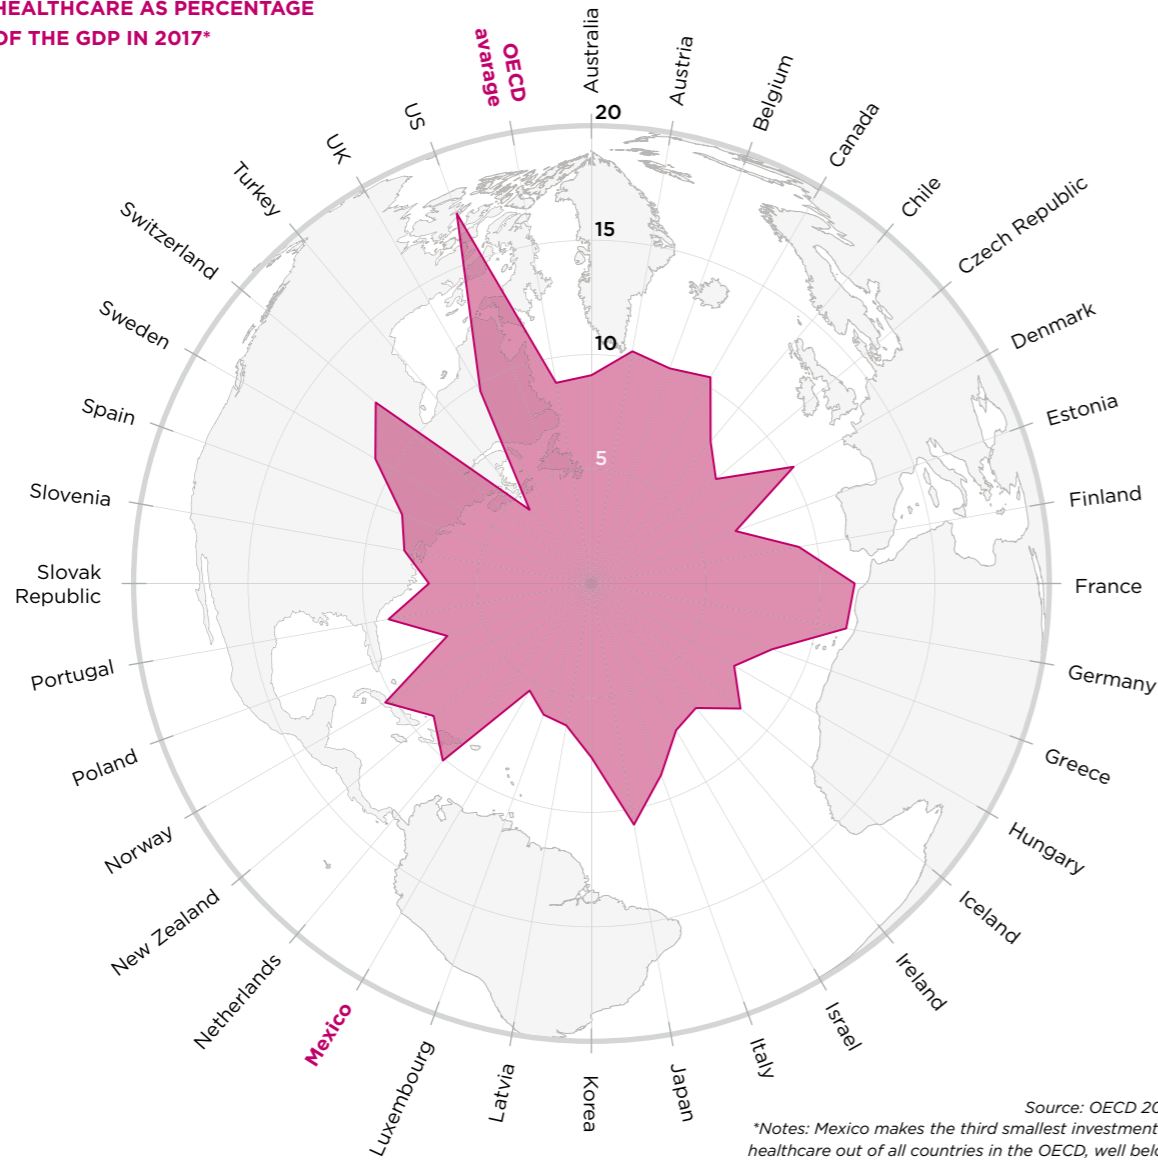 HEALTHCARE AS PERCENTAGE
OF THE GDP IN 2017*
OECD
avarage
Australia
Austria
Belgium
Canada
Chile
Czech Republic
Denmark
Estonia
Finland
France
Germany
Greece
Hungary
Iceland
Ireland
Israel
Italy
Japan
Korea
Latvia
Luxembourg
Mexico
Netherlands
New Zealand
Norway
Poland
Portugal
Slovak
Republic
Slovenia
Spain
Sweden
Switzerland
Turkey
UK
US
20
15
10
5
Source: OECD 20
*Notes: Mexico makes the third smallest investment
healthcare out of all countries in the OECD, well belo